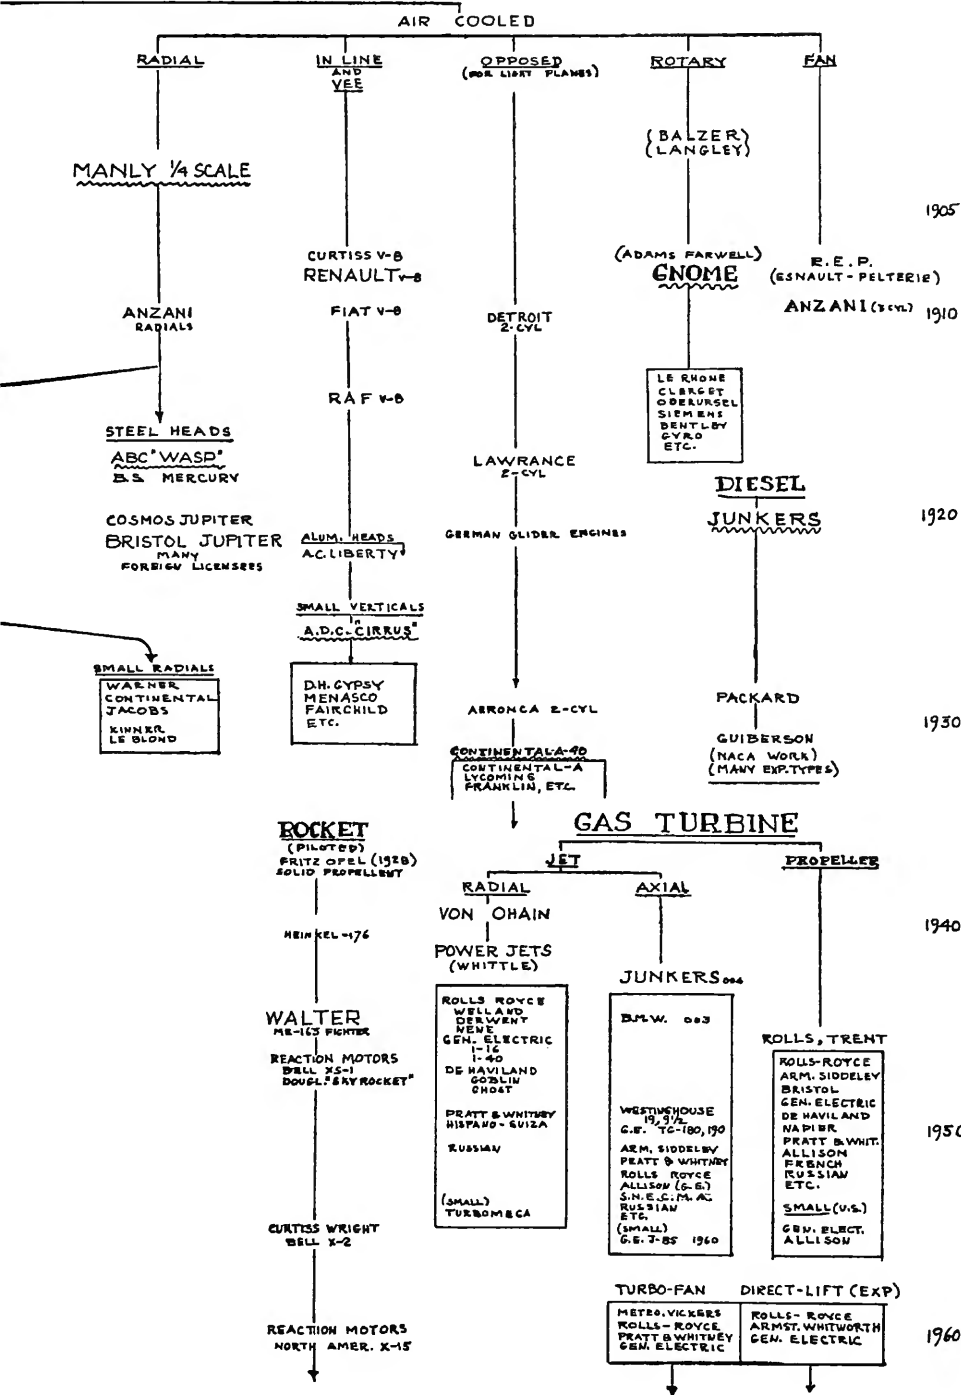 AIR COOLED
RADIAL
MANLY 1/4 SCALE
ANZANI
RADIALS
STEEL HEADS
ABC "WASP"
B.S. MERCURY
COSMOS JUPITER
BRISTOL JUPITER
MANY
FOREIGN LICENSEES
SMALL RADIALS
WARNER
CONTINENTAL
JACOBS
KINNER
LE BLOND
IN LINE
AND
VEE
CURTISS V-8
RENAULT V-8
FIAT V-8
RAF V-8
ALUM. HEADS
A.C. LIBERTY
SMALL VERTICALS
A.D.C. "CIRRUS"
D.H. GYPSY
MENASCO
FAIRCHILD
ETC.
OPPOSED
(FOR LIGHT PLANES)
DETROIT
2-CYL
LAWRANCE
2-CYL
GERMAN GLIDER ENGINES
AERONCA 2-CYL
CONTINENTAL-A-40
CONTINENTAL-A
LYCOMING
FRANKLIN, ETC.
ROTARY
(BALZER)
(LANGLEY)
(ADAMS FARWELL)
GNOME
LE RHONE
CLERGET
OBERURSEL
SIEMENS
BENTLEY
GYRO
ETC.
FAN
R.E.P.
(ESNAULT-PELTERIE)
ANZANI (3 CYL)
DIESEL
JUNKERS
PACKARD
GUIBERSON
(NACA WORK)
(MANY EXP. TYPES)
ROCKET
(PILOTED)
FRITZ OPEL (1928)
SOLID PROPELLENT
HEINKEL-176
WALTER
ME-163 FIGHTER
REACTION MOTORS
BELL XS-1
DOUGL. "SKYROCKET"
CURTISS WRIGHT
BELL X-2
REACTIION MOTORS
NORTH AMER. X-15
GAS TURBINE
JET
RADIAL
VON OHAIN
POWER JETS
(WHITTLE)
ROLLS ROYCE
WELLAND
DERWENT
NENE
GEN. ELECTRIC
I-16
I-40
DE HAVILAND
GOBLIN
GHOST
PRATT & WHITNEY
HISPANO-SUIZA
RUSSIAN
(SMALL)
TURBOMECA
AXIAL
JUNKERS 004
B.M.W. 003
WESTINGHOUSE
19, 9 1/2
G.E. TG-180, 190
ARM. SIDDELEY
PRATT & WHITNEY
ROLLS ROYCE
ALLISON (G.E.)
S.N.E.C.M.A.
RUSSIAN
ETC.
(SMALL)
G.E. J-85 1960
PROPELLER
ROLLS, TRENT
ROLLS-ROYCE
ARM. SIDDELEY
BRISTOL
GEN. ELECTRIC
DE HAVILAND
NAPIER
PRATT & WHIT.
ALLISON
FRENCH
RUSSIAN
ETC.
SMALL (U.S.)
GEN. ELECT.
ALLISON
TURBO-FAN
METRO. VICKERS
ROLLS-ROYCE
PRATT & WHITNEY
GEN. ELECTRIC
DIRECT-LIFT (EXP)
ROLLS-ROYCE
ARMST. WHITWORTH
GEN. ELECTRIC
1905
1910
1920
1930
1940
1950
1960